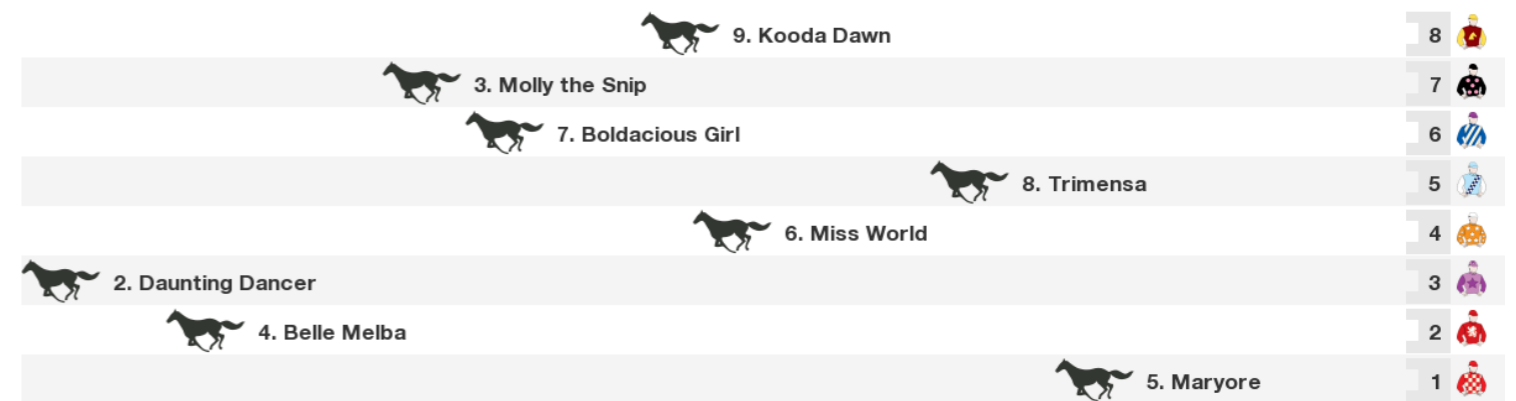 9. Kooda Dawn 8
3. Molly the Snip 7
7. Boldacious Girl 6
8. Trimensa 5
6. Miss World 4
2. Daunting Dancer 3
4. Belle Melba 2
5. Maryore 1